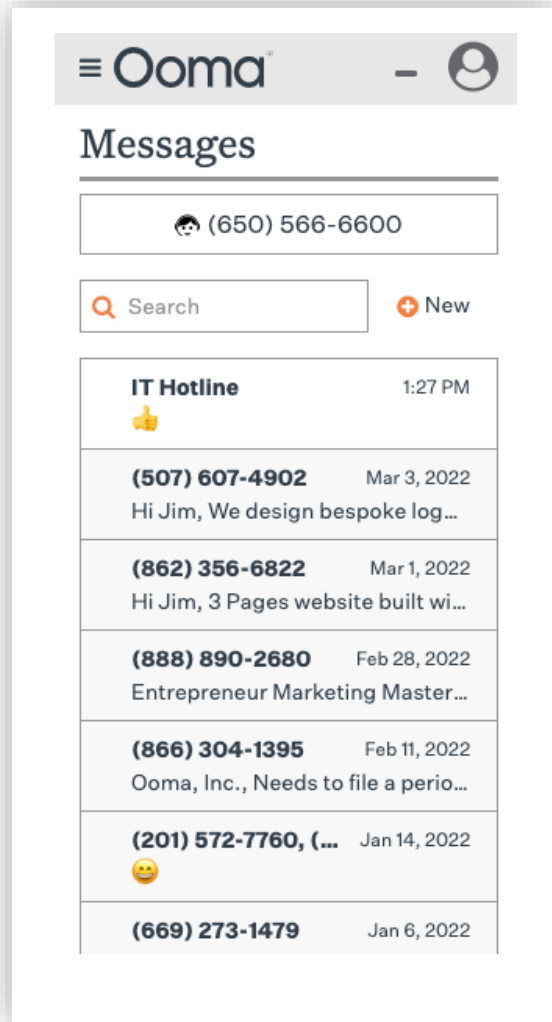 Ooma®
Messages
(650) 566-6600
Search
New
IT Hotline 1:27 PM
👍
(507) 607-4902 Mar 3, 2022
Hi Jim, We design bespoke log...
(862) 356-6822 Mar 1, 2022
Hi Jim, 3 Pages website built wi...
(888) 890-2680 Feb 28, 2022
Entrepreneur Marketing Master...
(866) 304-1395 Feb 11, 2022
Ooma, Inc., Needs to file a perio...
(201) 572-7760, (... Jan 14, 2022
😄
(669) 273-1479 Jan 6, 2022